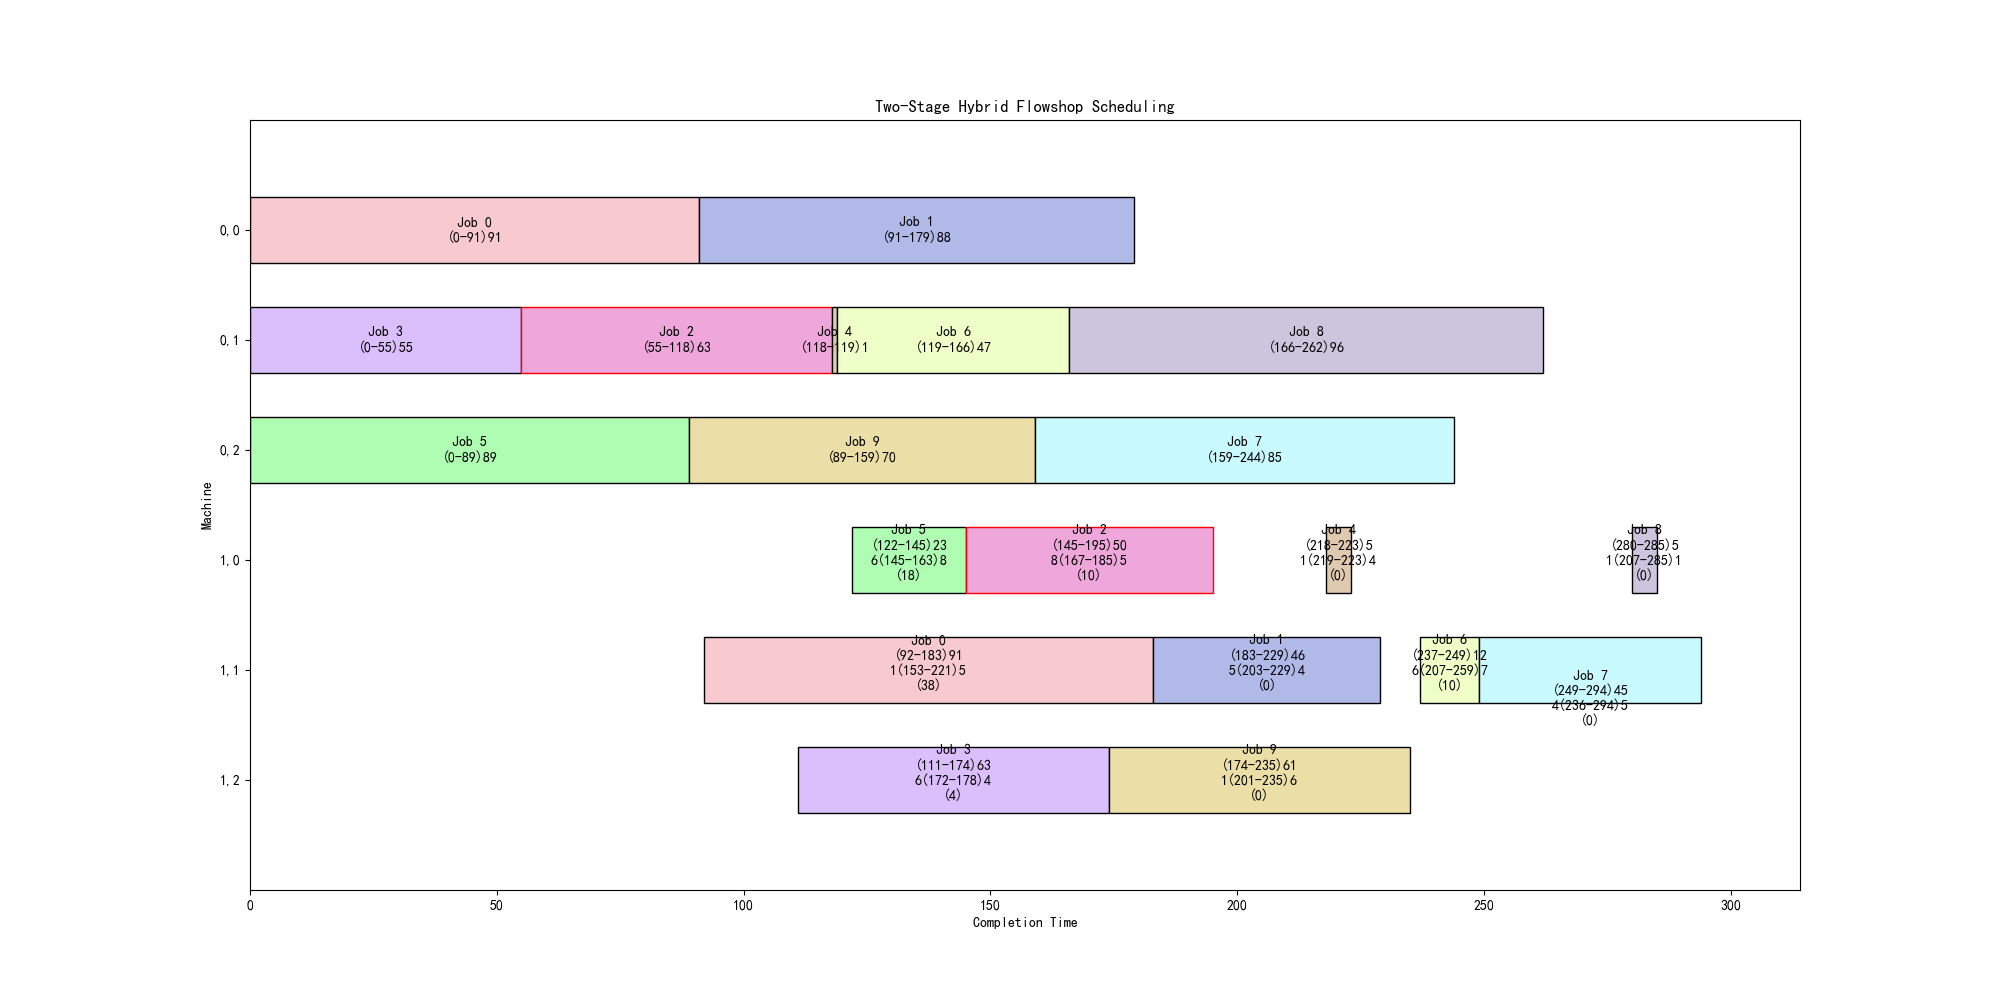 Two-Stage Hybrid Flowshop Scheduling
0,0
Job 0
(0-91)91
Job 1
(91-179)88
0,1
Job 3
(0-55)55
Job 2
(55-118)63
Job 4
(118-119)1
Job 6
(119-166)47
Job 8
(166-262)96
0,2
Job 5
(0-89)89
Job 9
(89-159)70
Job 7
(159-244)85
Machine
1,0
Job 5
(122-145)23
6(145-163)8
(18)
Job 2
(145-195)50
8(167-185)5
(10)
Job 4
(218-223)5
1(219-223)4
(0)
Job 8
(280-285)5
1(207-285)1
(0)
1,1
Job 0
(92-183)91
1(153-221)5
(38)
Job 1
(183-229)46
5(203-229)4
(0)
Job 6
(237-249)12
6(207-259)7
(10)
Job 7
(249-294)45
4(236-294)5
(0)
1,2
Job 3
(111-174)63
6(172-178)4
(4)
Job 9
(174-235)61
1(201-235)6
(0)
0
50
100
150
200
250
300
Completion Time